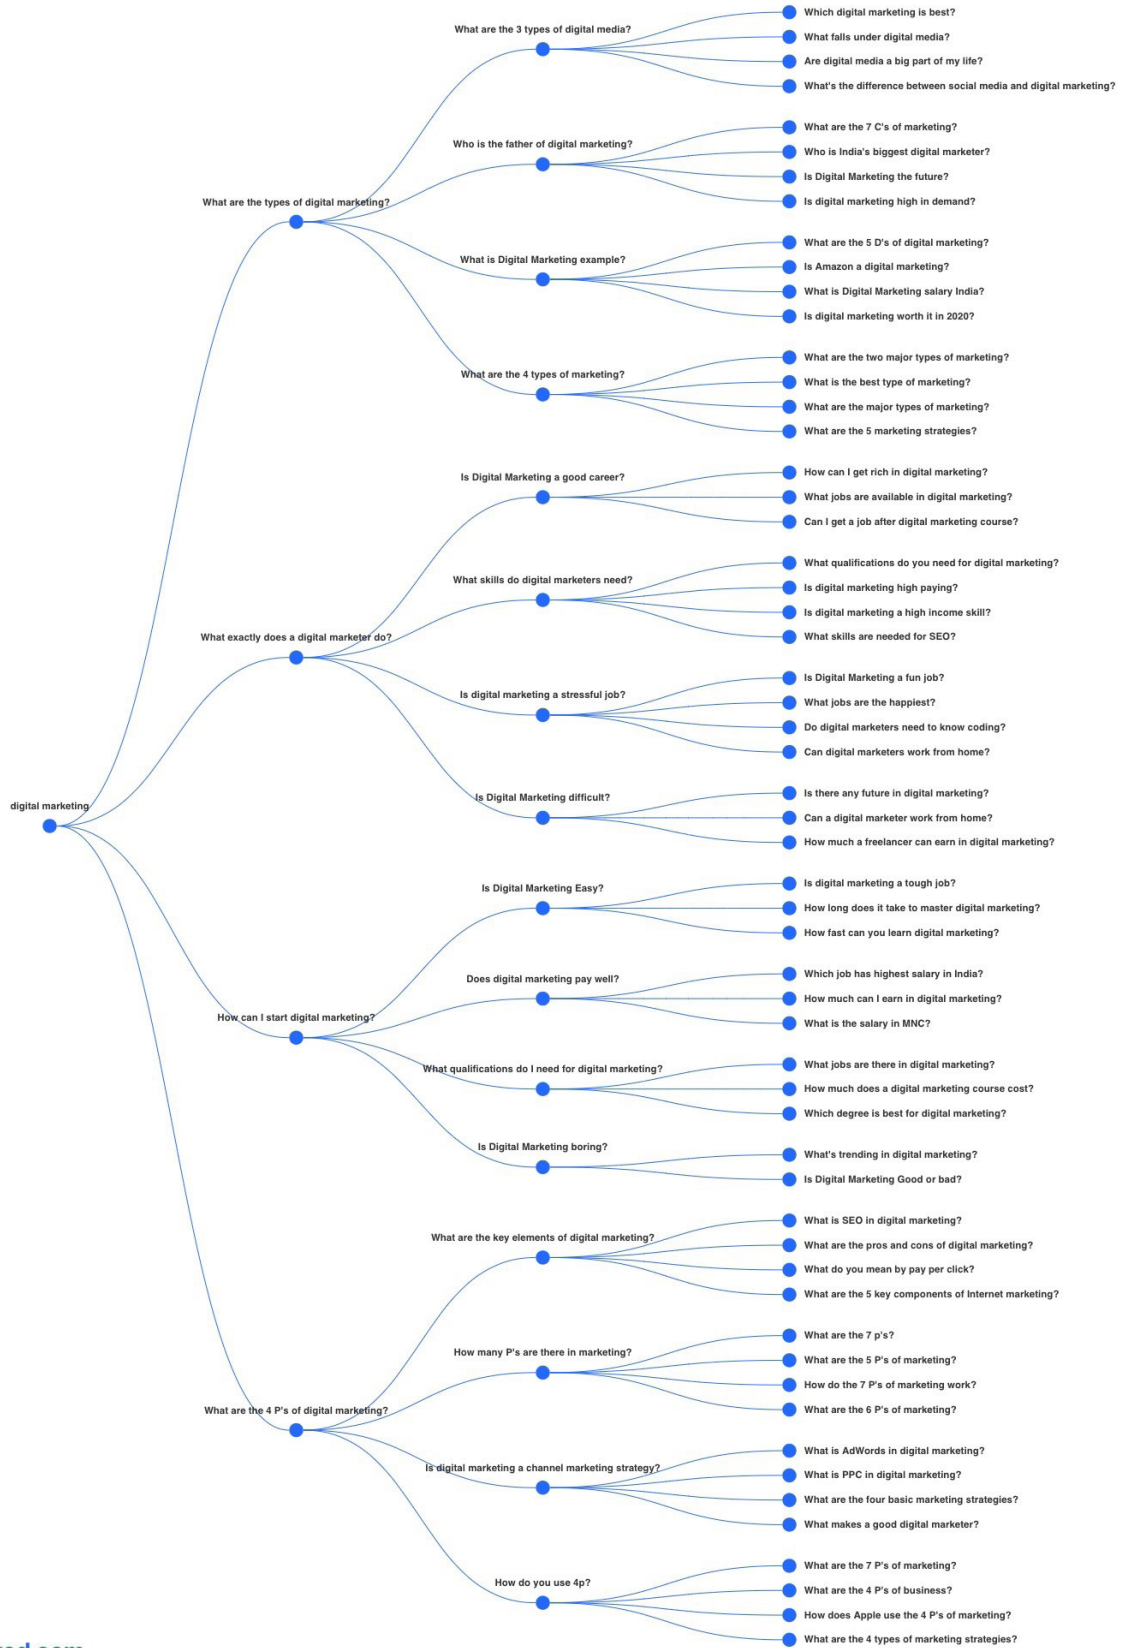 digital marketing
What are the types of digital marketing?
What are the 3 types of digital media?
Which digital marketing is best?
What falls under digital media?
Are digital media a big part of my life?
What's the difference between social media and digital marketing?
Who is the father of digital marketing?
What are the 7 C's of marketing?
Who is India's biggest digital marketer?
Is Digital Marketing the future?
Is digital marketing high in demand?
What is Digital Marketing example?
What are the 5 D's of digital marketing?
Is Amazon a digital marketing?
What is Digital Marketing salary India?
Is digital marketing worth it in 2020?
What are the 4 types of marketing?
What are the two major types of marketing?
What is the best type of marketing?
What are the major types of marketing?
What are the 5 marketing strategies?
What exactly does a digital marketer do?
Is Digital Marketing a good career?
How can I get rich in digital marketing?
What jobs are available in digital marketing?
Can I get a job after digital marketing course?
What skills do digital marketers need?
What qualifications do you need for digital marketing?
Is digital marketing high paying?
Is digital marketing a high income skill?
What skills are needed for SEO?
Is digital marketing a stressful job?
Is Digital Marketing a fun job?
What jobs are the happiest?
Do digital marketers need to know coding?
Can digital marketers work from home?
Is Digital Marketing difficult?
Is there any future in digital marketing?
Can a digital marketer work from home?
How much a freelancer can earn in digital marketing?
How can I start digital marketing?
Is Digital Marketing Easy?
Is digital marketing a tough job?
How long does it take to master digital marketing?
How fast can you learn digital marketing?
Does digital marketing pay well?
Which job has highest salary in India?
How much can I earn in digital marketing?
What is the salary in MNC?
What qualifications do I need for digital marketing?
What jobs are there in digital marketing?
How much does a digital marketing course cost?
Which degree is best for digital marketing?
Is Digital Marketing boring?
What's trending in digital marketing?
Is Digital Marketing Good or bad?
What are the 4 P's of digital marketing?
What are the key elements of digital marketing?
What is SEO in digital marketing?
What are the pros and cons of digital marketing?
What do you mean by pay per click?
What are the 5 key components of Internet marketing?
How many P's are there in marketing?
What are the 7 p's?
What are the 5 P's of marketing?
How do the 7 P's of marketing work?
What are the 6 P's of marketing?
Is digital marketing a channel marketing strategy?
What is AdWords in digital marketing?
What is PPC in digital marketing?
What are the four basic marketing strategies?
What makes a good digital marketer?
How do you use 4p?
What are the 7 P's of marketing?
What are the 4 P's of business?
How does Apple use the 4 P's of marketing?
What are the 4 types of marketing strategies?